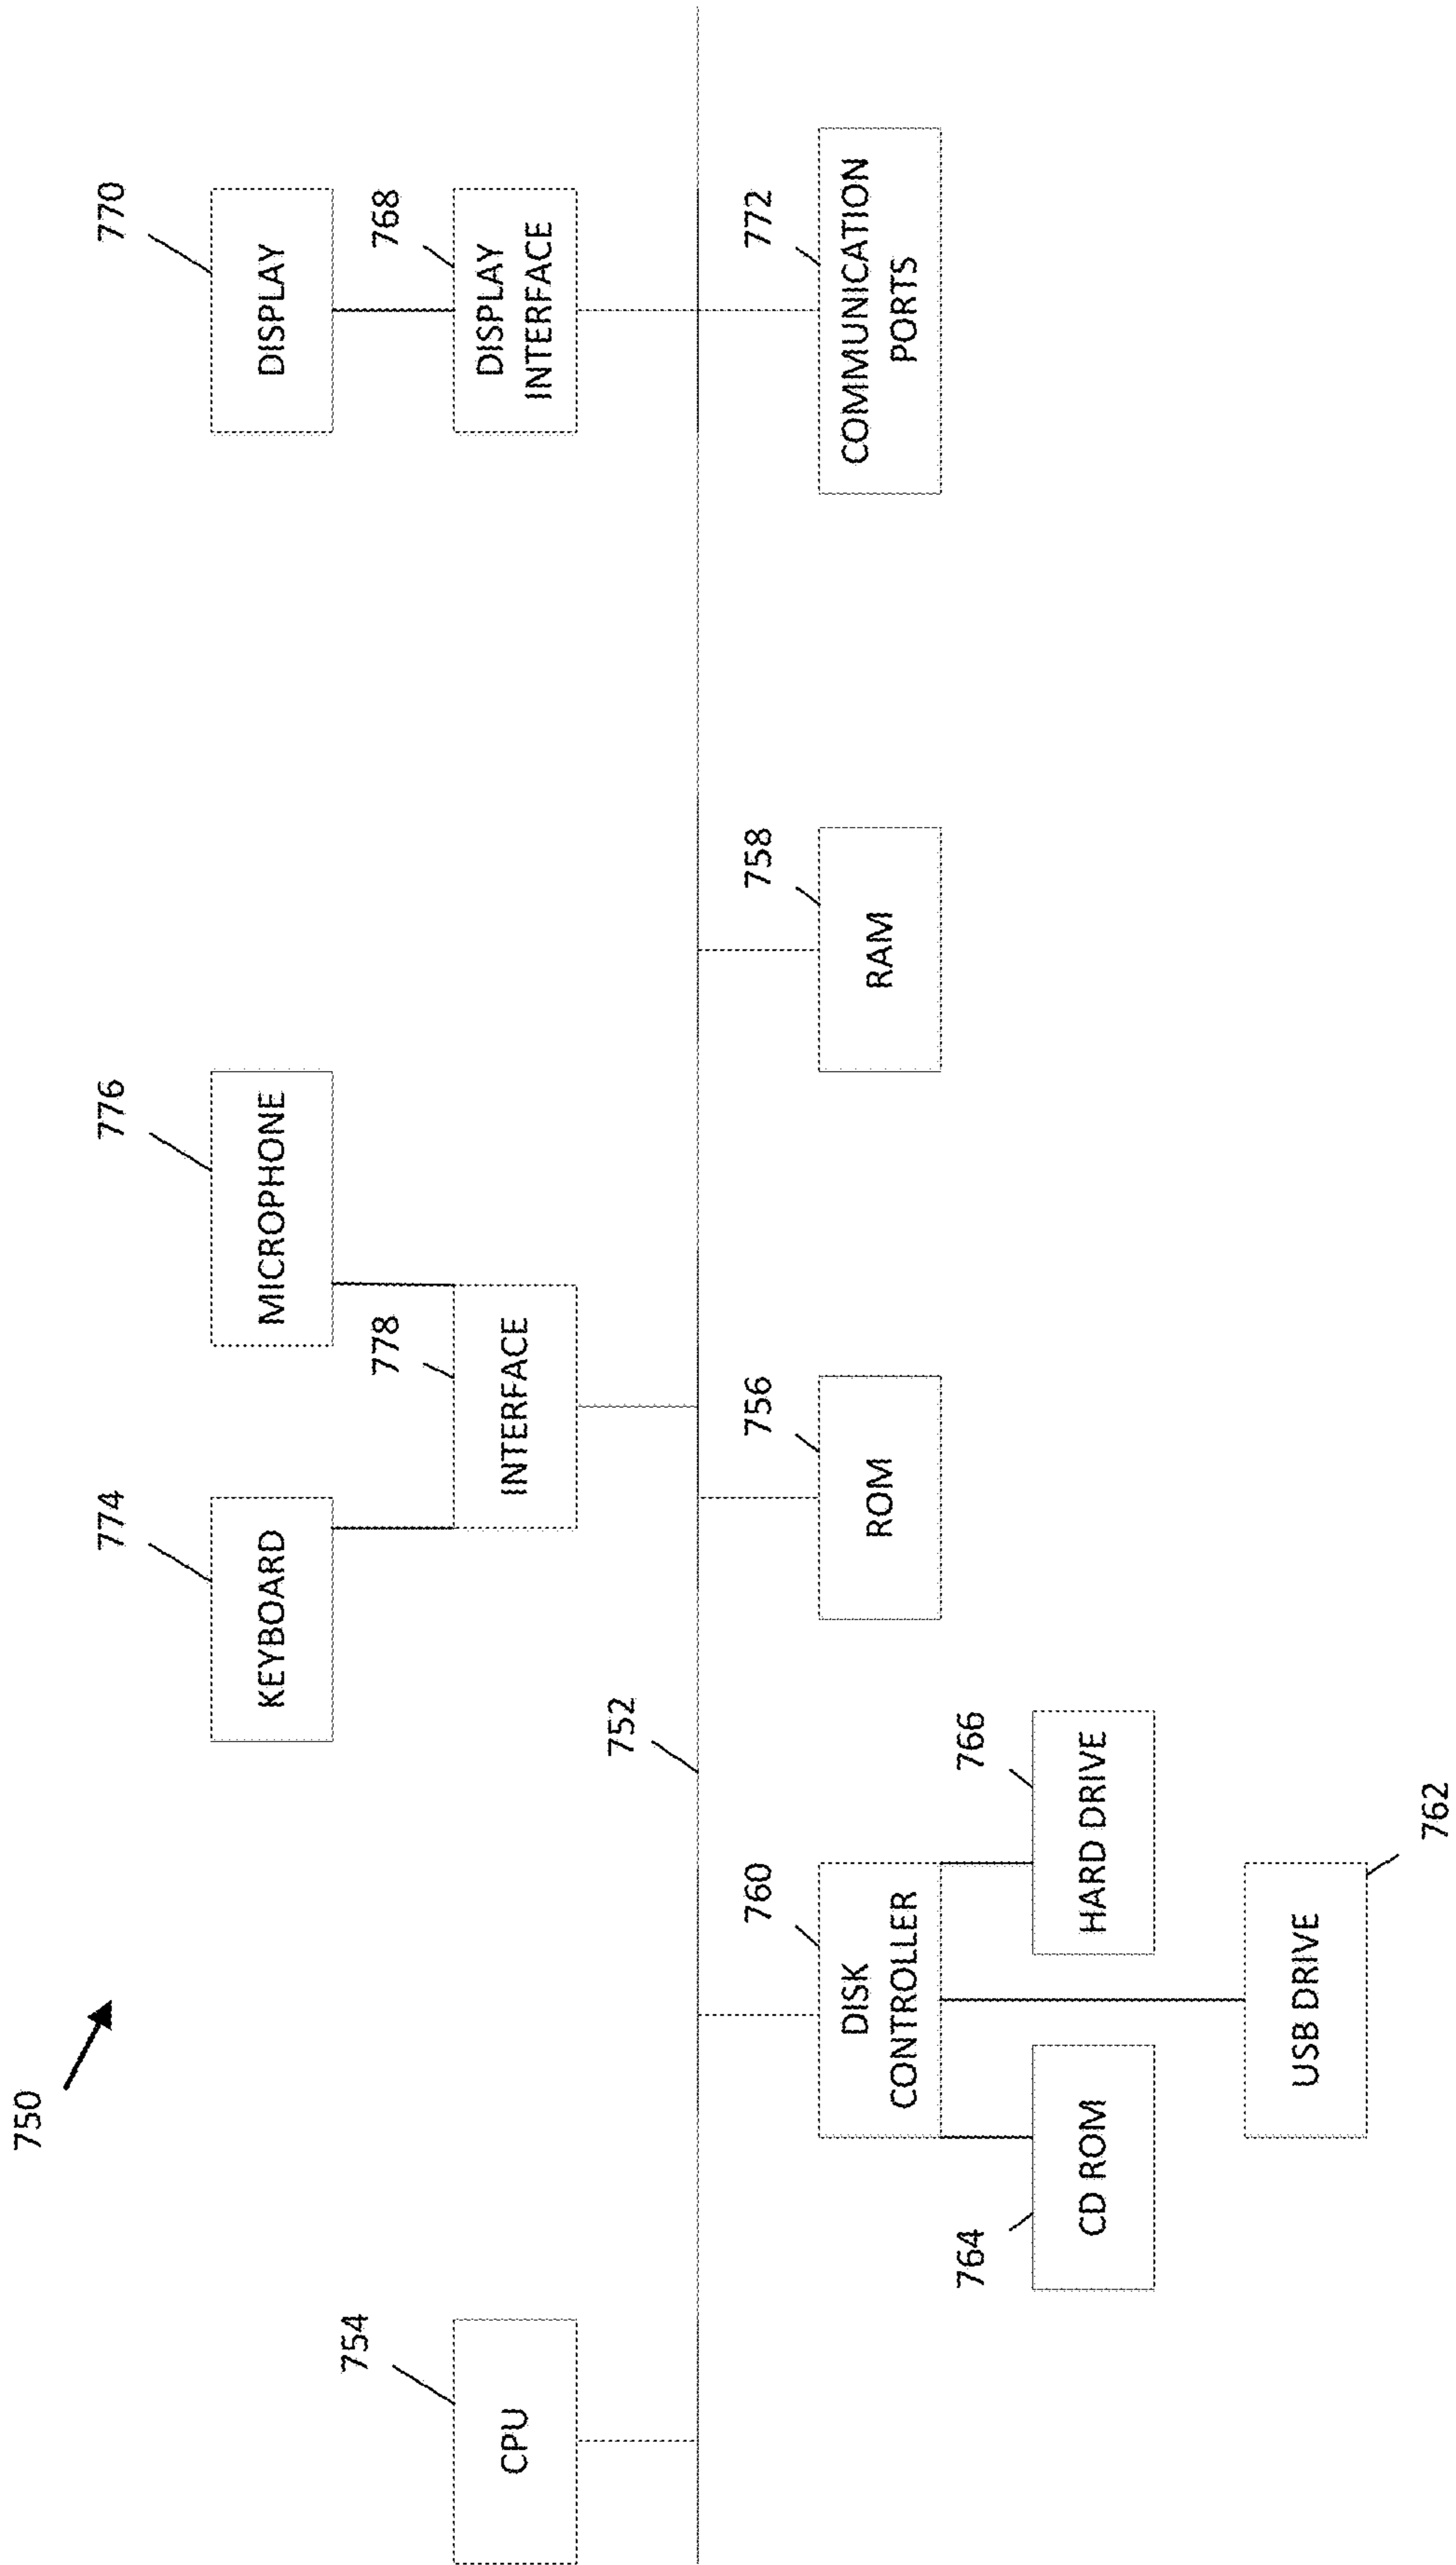 750
774
KEYBOARD
776
MICROPHONE
770
DISPLAY
754
CPU
778
INTERFACE
768
DISPLAY
INTERFACE
752
760
DISK
CONTROLLER
756
ROM
758
RAM
772
COMMUNICATION
PORTS
764
CD ROM
766
HARD DRIVE
USB DRIVE
762